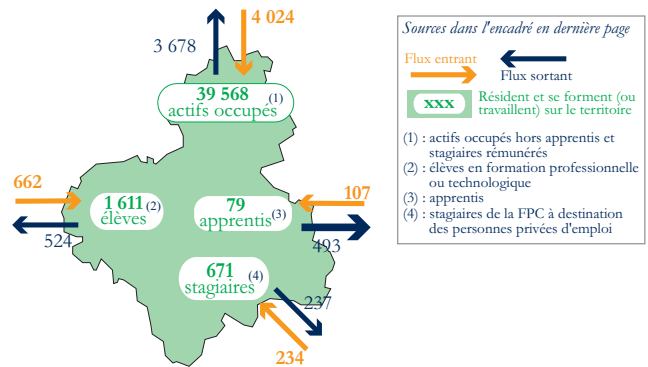 4 024
3 678
39 568 (1)
actifs occupés
662
1 611 (2)
élèves
524
79
apprentis (3)
107
493
671
stagiaires (4)
237
234
Sources dans l'encadré en dernière page
Flux entrant
Flux sortant
xxx
Résident et se forment (ou
travaillent) sur le territoire
(1) : actifs occupés hors apprentis et
stagiaires rémunérés
(2) : élèves en formation professionnelle
ou technologique
(3) : apprentis
(4) : stagiaires de la FPC à destination
des personnes privées d'emploi